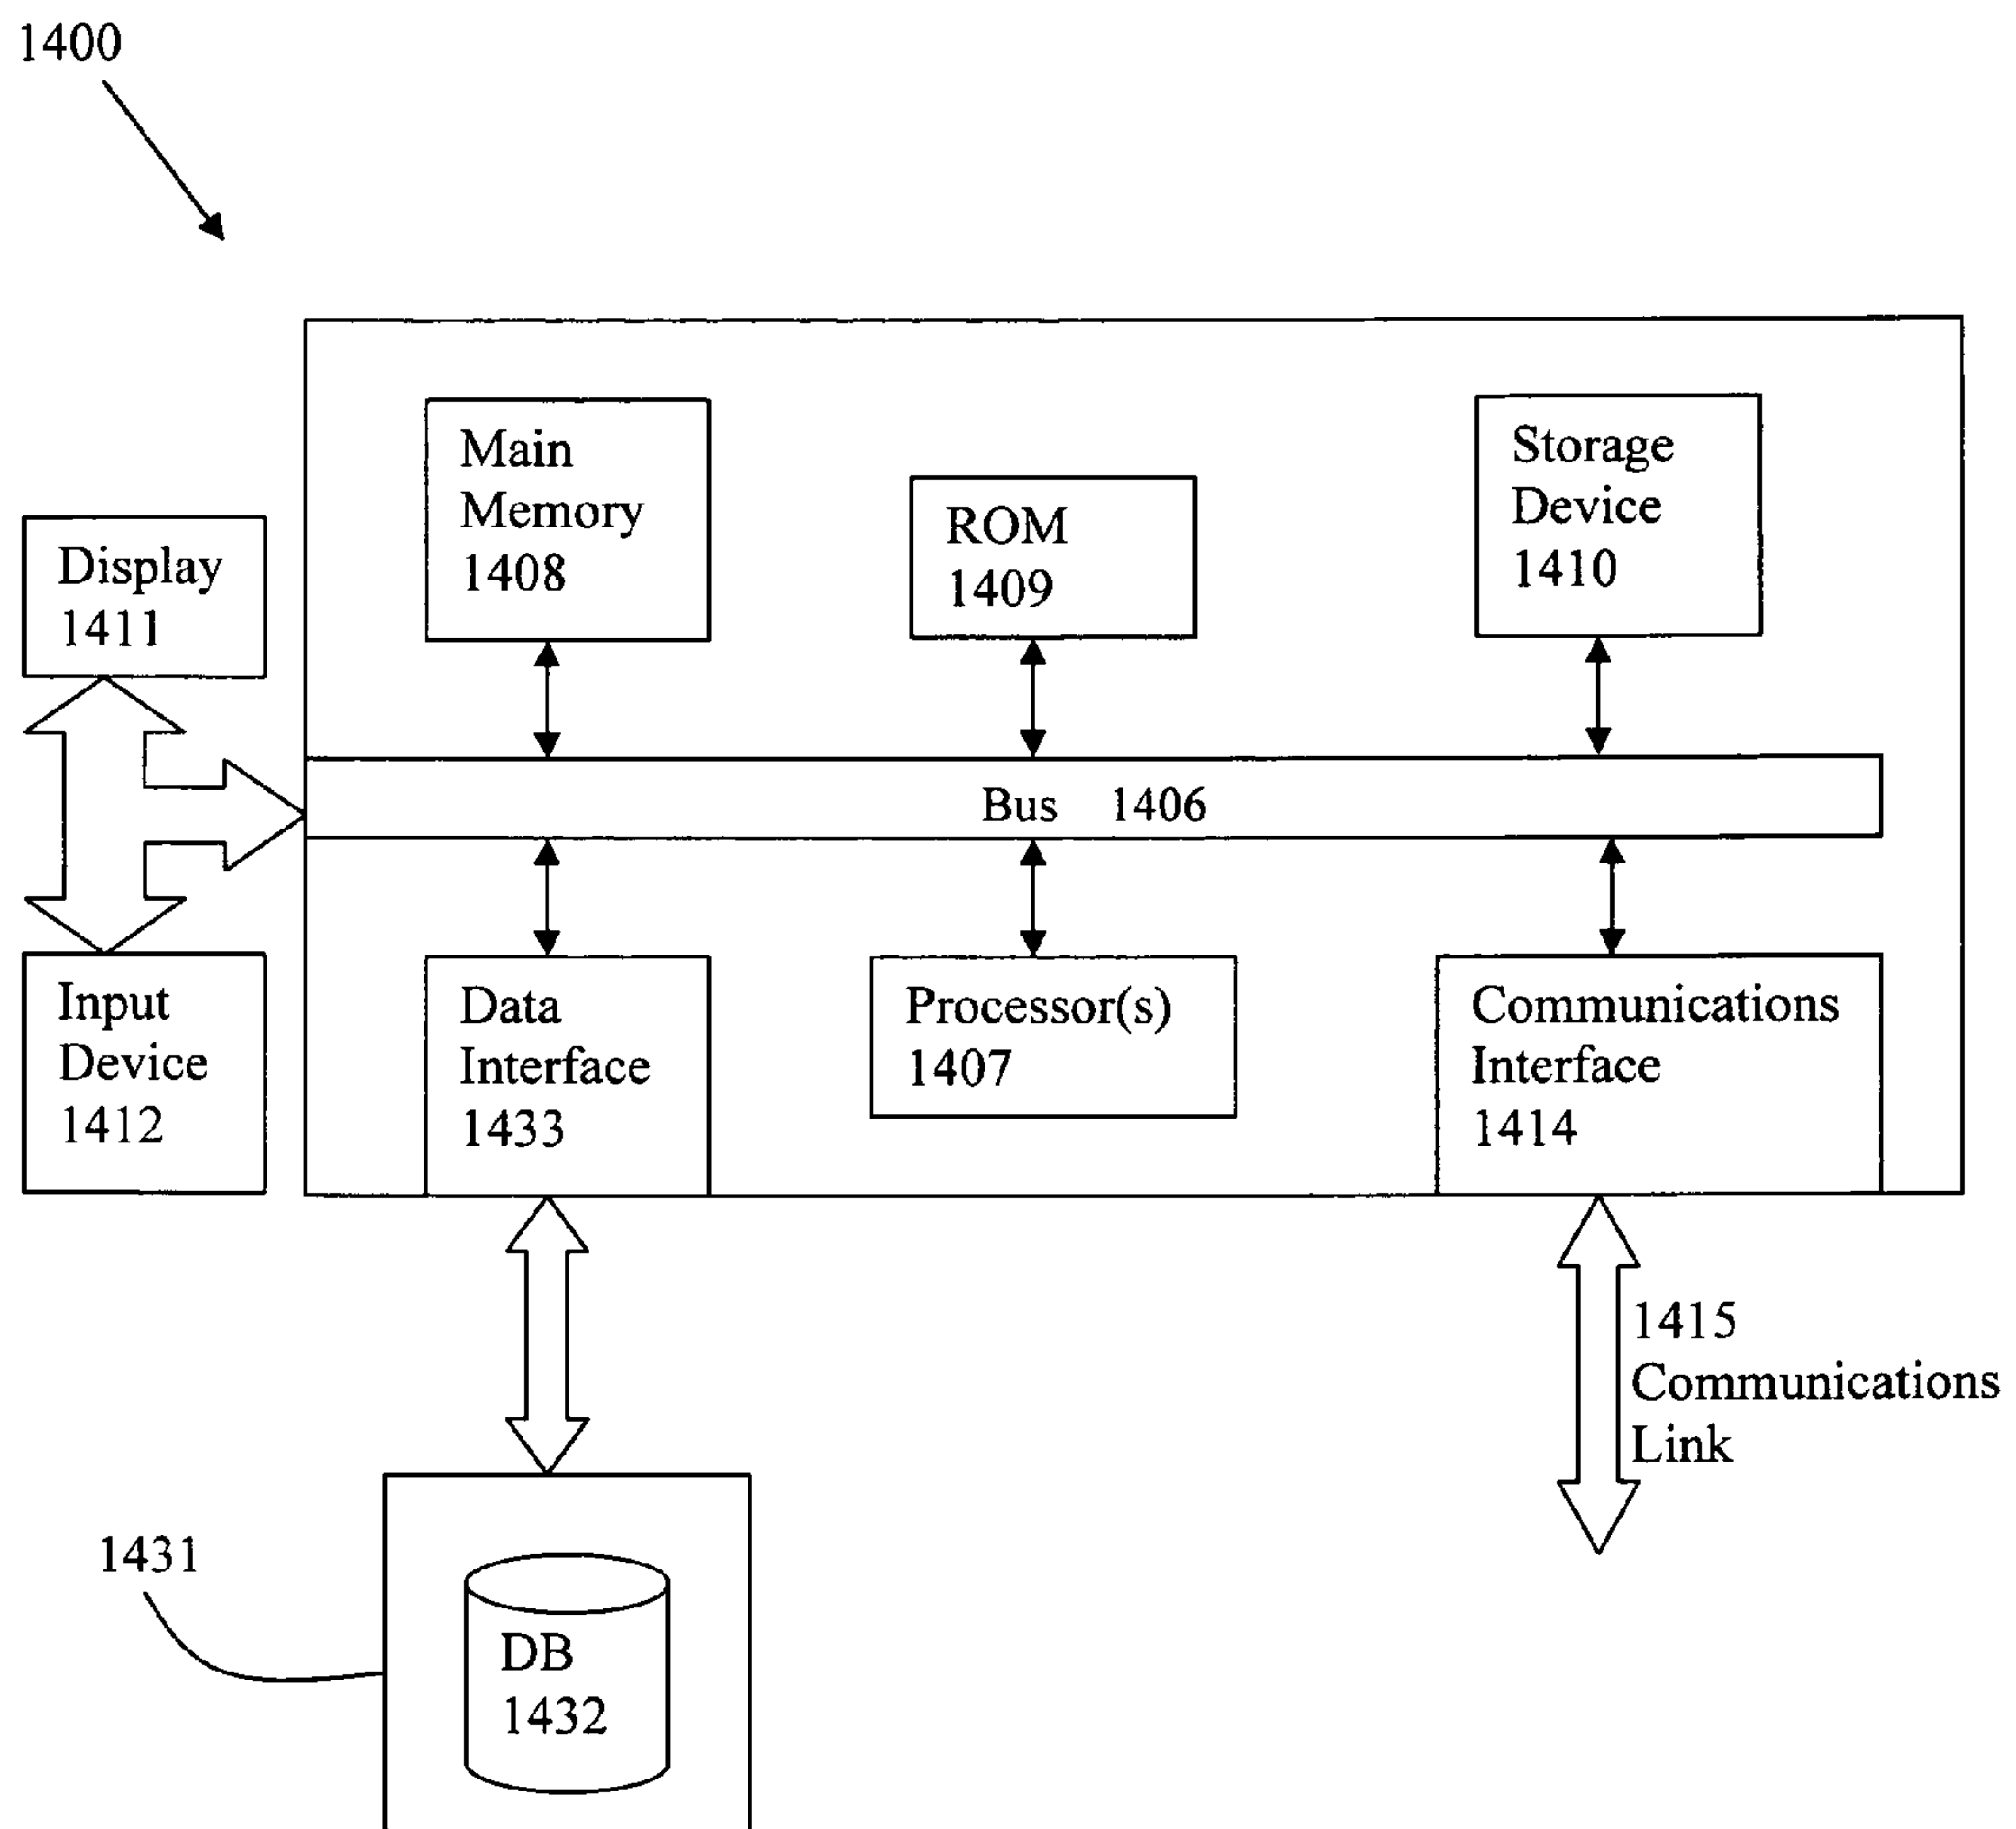 1400
Main
Memory
1408
ROM
1409
Storage
Device
1410
Display
1411
Bus 1406
Input
Device
1412
Data
Interface
1433
Processor(s)
1407
Communications
Interface
1414
1415
Communications
Link
1431
DB
1432